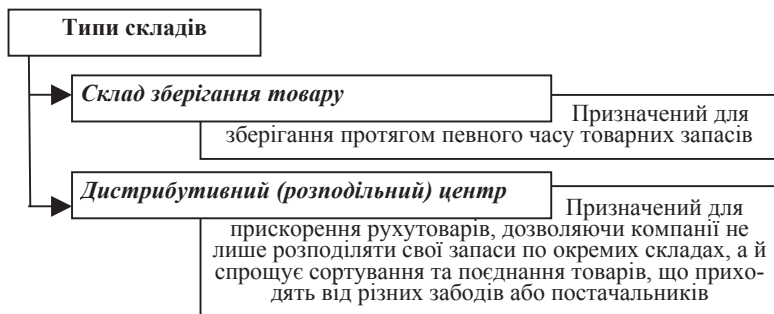 Типи складів
Склад зберігання товару
Призначений для
зберігання протягом певного часу товарних запасів
Дистрибутивний (розподільний) центр
Призначений для
прискорення рухутоварів, дозволяючи компанії не
лише розподіляти свої запаси по окремих складах, а й
спрощує сортування та поєднання товарів, що прихо-
дять від різних забодів або постачальників